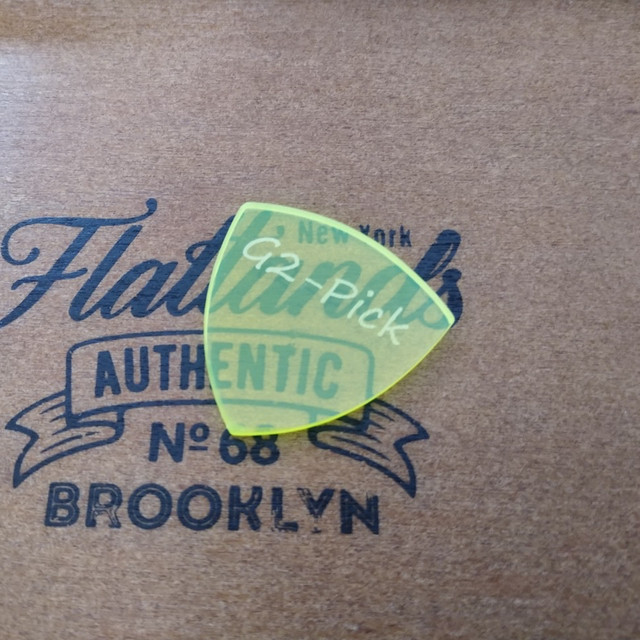 New York
Flatlands
G2-Pick
AUTHENTIC
Nº 68
BROOKLYN